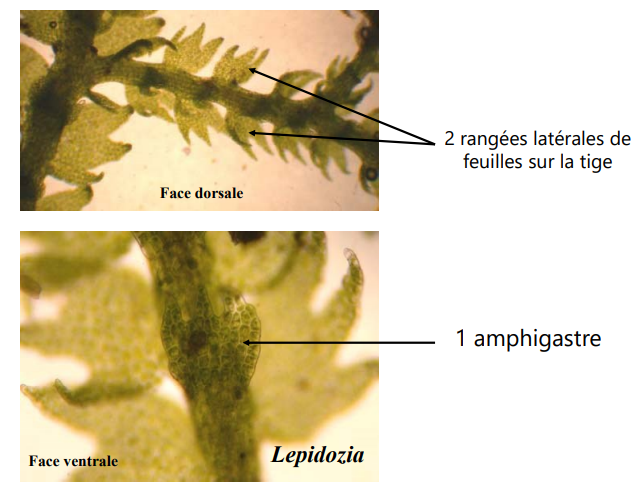 2 rangées latérales de
feuilles sur la tige
Face dorsale
1 amphigastre
Lepidozia
Face ventrale